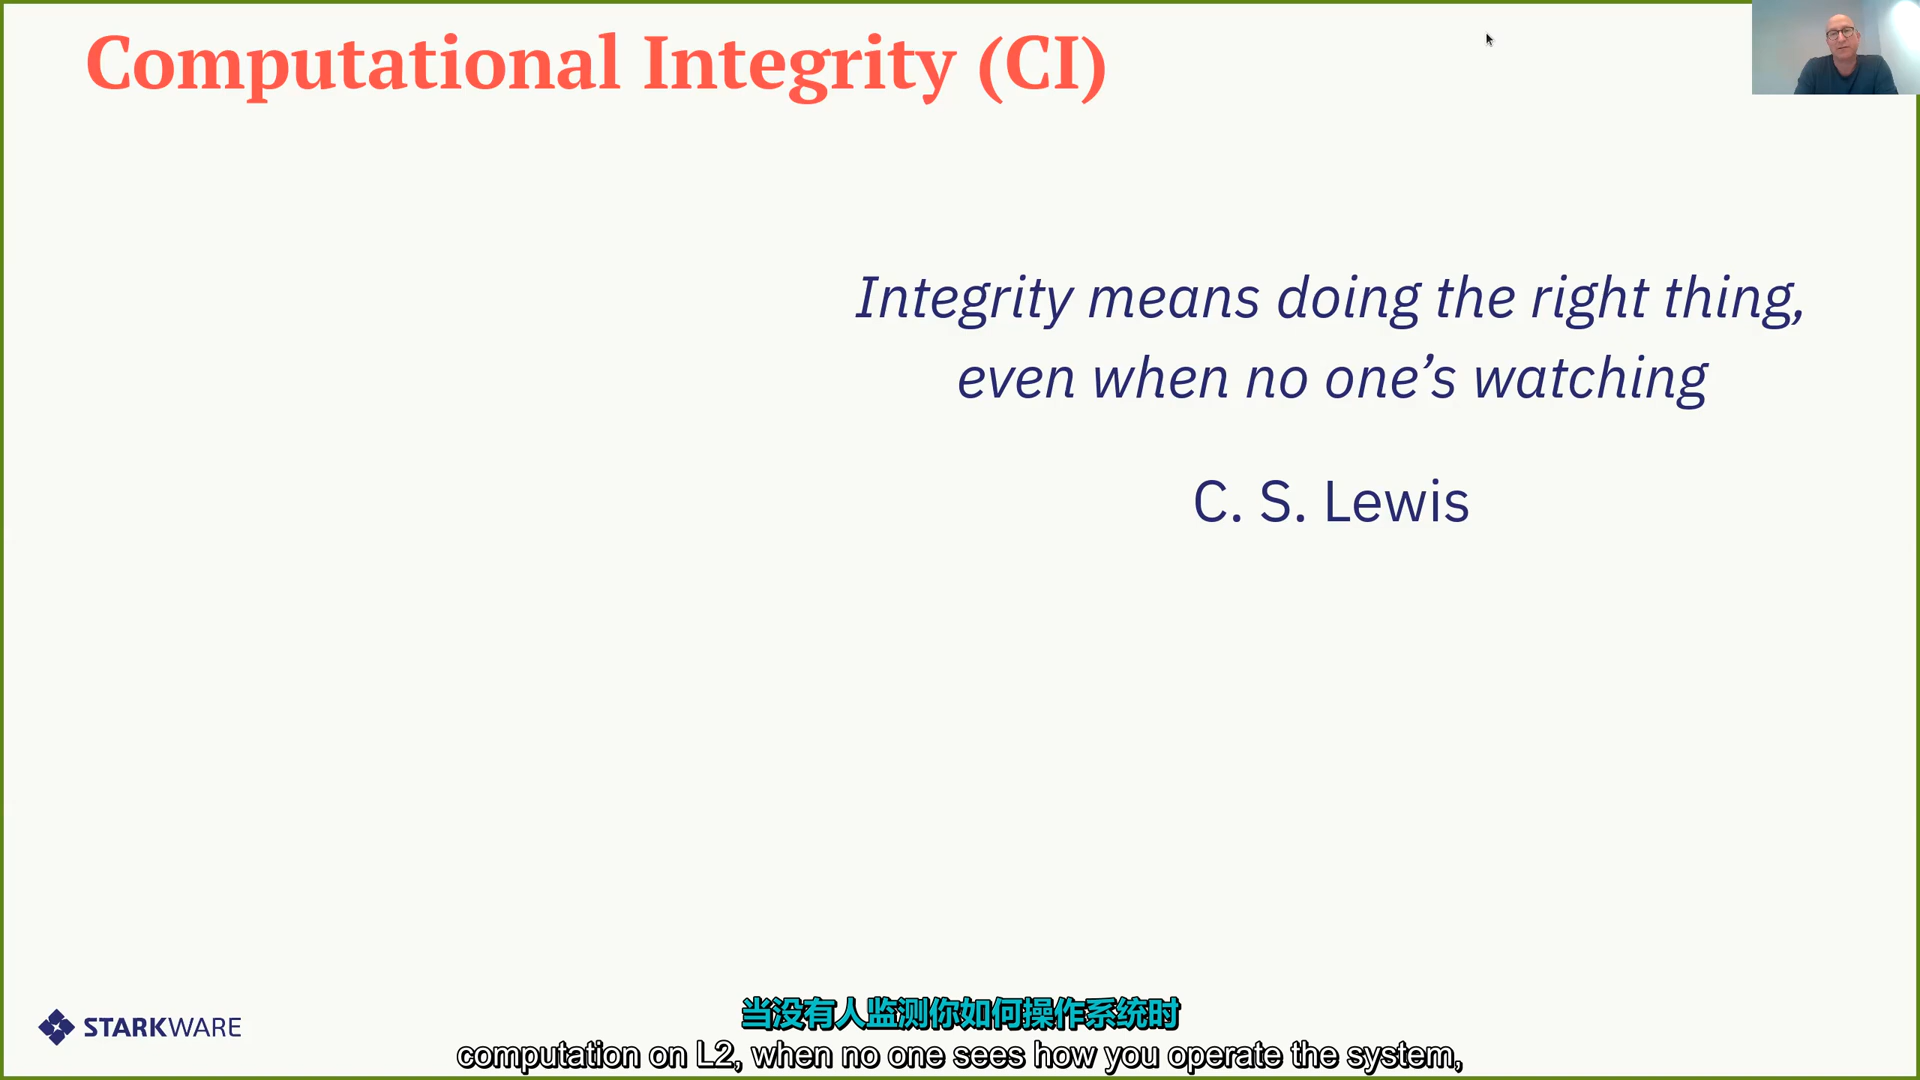 Computational Integrity (CI)
Integrity means doing the right thing,
even when no one’s watching
C. S. Lewis
STARKWARE
当没有人监测你如何操作系统时
computation on L2, when no one sees how you operate the system,